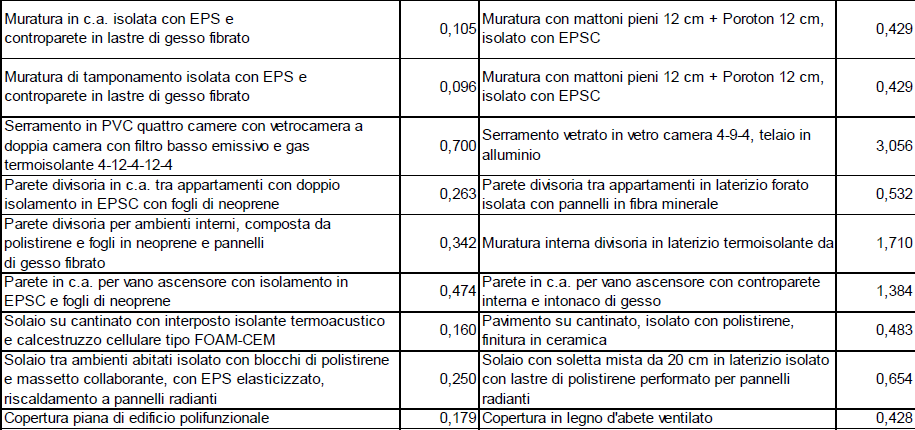 Muratura in c.a. isolata con EPS e
controparete in lastre di gesso fibrato
0,105
Muratura con mattoni pieni 12 cm + Poroton 12 cm,
isolato con EPSC
0,429
Muratura di tamponamento isolata con EPS e
controparete in lastre di gesso fibrato
0,096
Muratura con mattoni pieni 12 cm + Poroton 12 cm,
isolato con EPSC
0,429
Serramento in PVC quattro camere con vetrocamera a
doppia camera con filtro basso emissivo e gas
termoisolante 4-12-4-12-4
0,700
Serramento vetrato in vetro camera 4-9-4, telaio in
alluminio
3,056
Parete divisoria in c.a. tra appartamenti con doppio
isolamento in EPSC con fogli di neoprene
0,263
Parete divisoria tra appartamenti in laterizio forato
isolata con pannelli in fibra minerale
0,532
Parete divisoria per ambienti interni, composta da
polistirene e fogli in neoprene e pannelli
di gesso fibrato
0,342
Muratura interna divisoria in laterizio termoisolante da
1,710
Parete in c.a. per vano ascensore con isolamento in
EPSC e fogli di neoprene
0,474
Parete in c.a. per vano ascensore con controparete
interna e intonaco di gesso
1,384
Solaio su cantinato con interposto isolante termoacustico
e calcestruzzo cellulare tipo FOAM-CEM
0,160
Pavimento su cantinato, isolato con polistirene,
finitura in ceramica
0,483
Solaio tra ambienti abitati isolato con blocchi di polistirene
e massetto collaborante, con EPS elasticizzato,
riscaldamento a pannelli radianti
0,250
Solaio con soletta mista da 20 cm in laterizio isolato
con lastre di polistirene performato per pannelli
radianti
0,654
Copertura piana di edificio polifunzionale
0,179
Copertura in legno d'abete ventilato
0,428